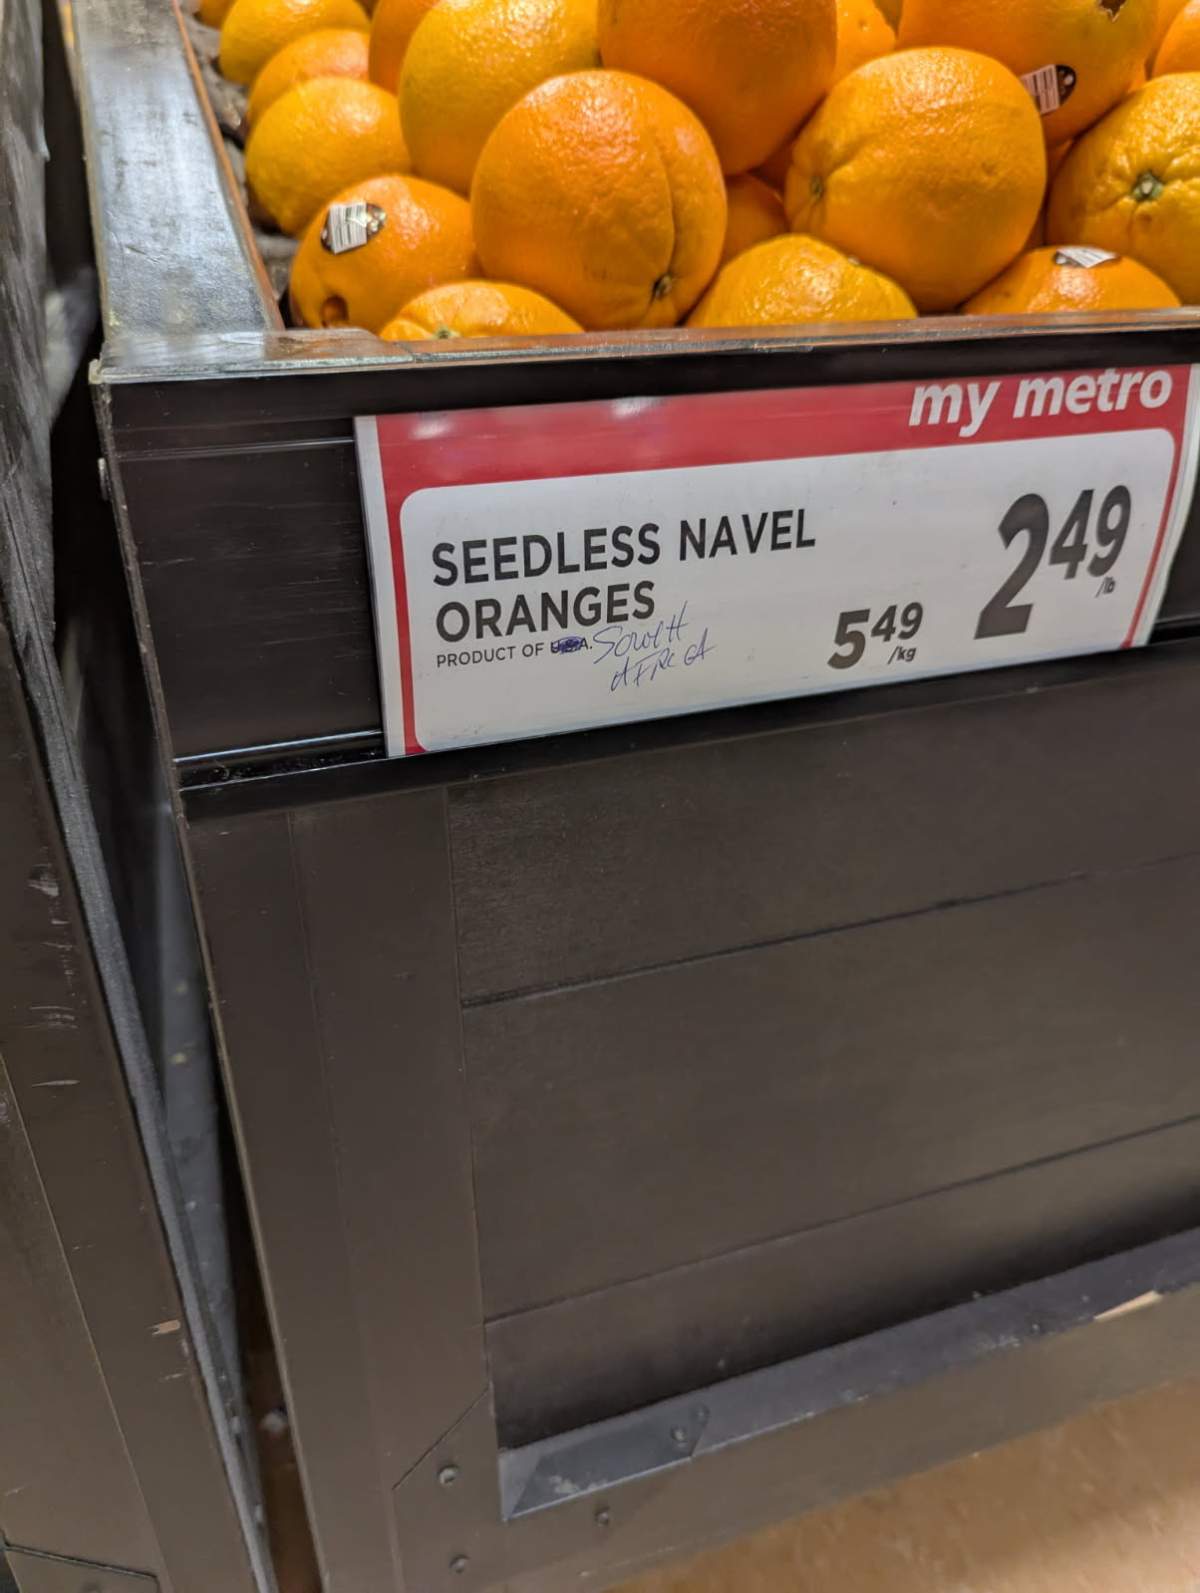 my metro
SEEDLESS NAVEL
ORANGES
PRODUCT OF U.S.A. South
AFRICA
549
/kg
249
/lb